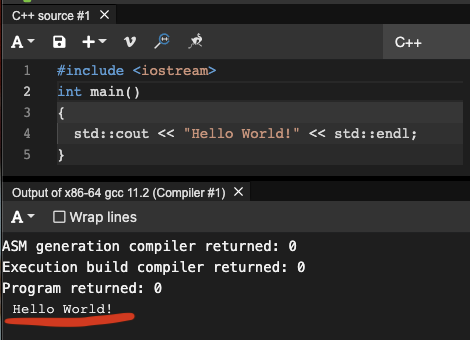 C++ source #1 ×
A + v C++
1 #include <iostream>
2 int main()
3 {
4 std::cout << "Hello World!" << std::endl;
5 }
Output of x86-64 gcc 11.2 (Compiler #1) ×
A Wrap lines
ASM generation compiler returned: 0
Execution build compiler returned: 0
Program returned: 0
Hello World!